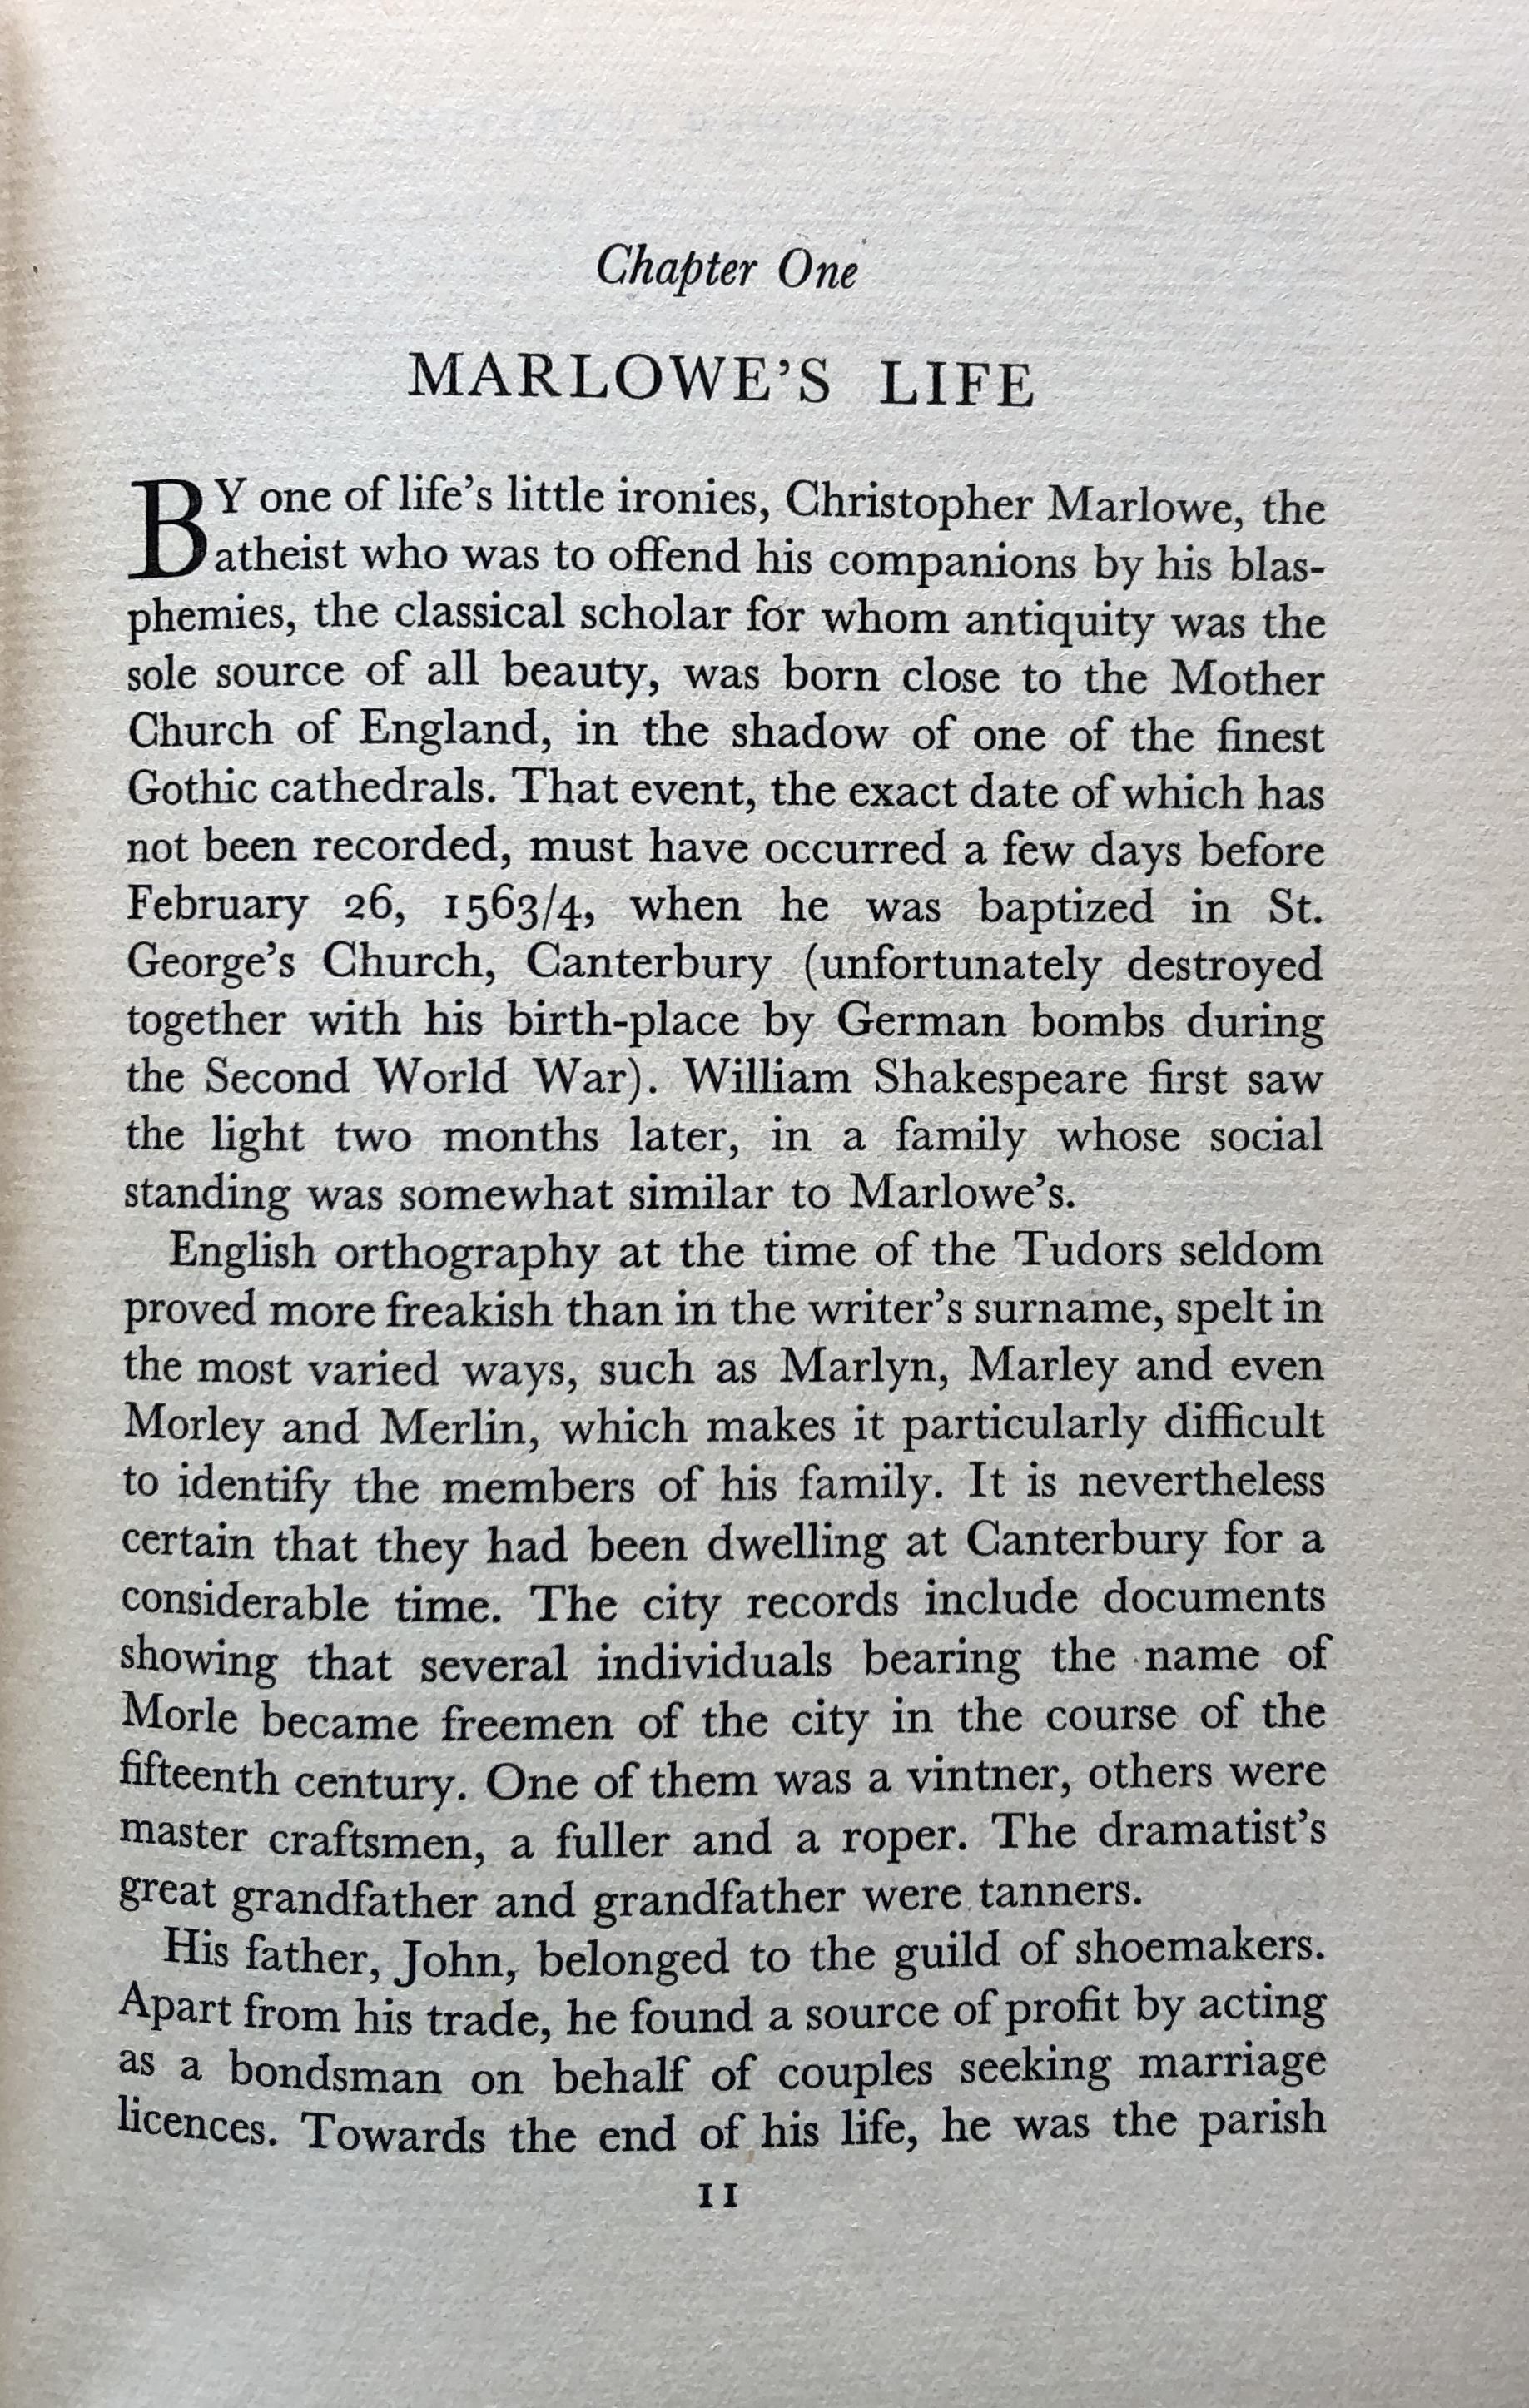 Chapter One
MARLOWE'S LIFE
BY one of life's little ironies, Christopher Marlowe, the
atheist who was to offend his companions by his blas-
phemies, the classical scholar for whom antiquity was the
sole source of all beauty, was born close to the Mother
Church of England, in the shadow of one of the finest
Gothic cathedrals. That event, the exact date of which has
not been recorded, must have occurred a few days before
February 26, 1563/4, when he was baptized in St.
George's Church, Canterbury (unfortunately destroyed
together with his birth-place by German bombs during
the Second World War). William Shakespeare first saw
the light two months later, in a family whose social
standing was somewhat similar to Marlowe's.
English orthography at the time of the Tudors seldom
proved more freakish than in the writer's surname, spelt in
the most varied ways, such as Marlyn, Marley and even
Morley and Merlin, which makes it particularly difficult
to identify the members of his family. It is nevertheless
certain that they had been dwelling at Canterbury for a
considerable time. The city records include documents
showing that several individuals bearing the name of
Morle became freemen of the city in the course of the
fifteenth century. One of them was a vintner, others were
master craftsmen, a fuller and a roper. The dramatist's
great grandfather and grandfather were tanners.
His father, John, belonged to the guild of shoemakers.
Apart from his trade, he found a source of profit by acting
as a bondsman on behalf of couples seeking marriage
licences. Towards the end of his life, he was the parish
11